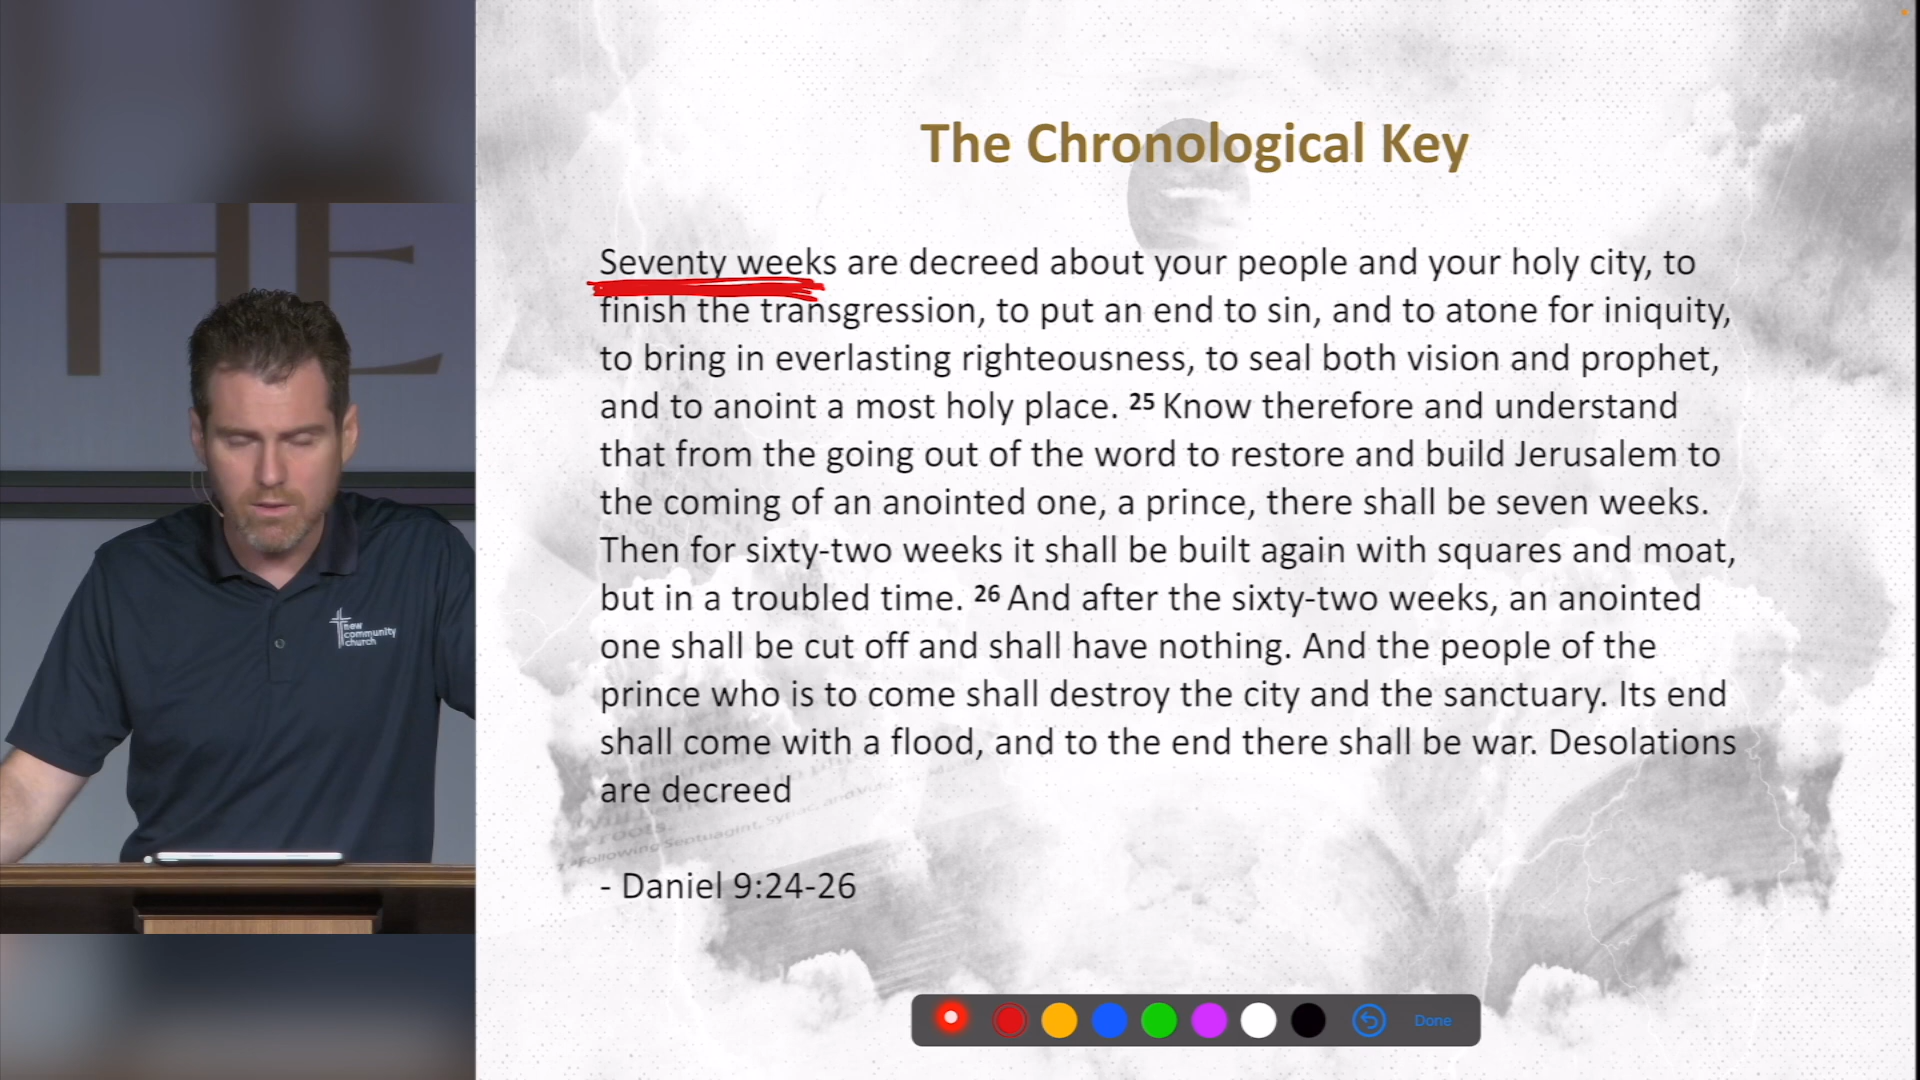 HE
new
community
church
The Chronological Key
Seventy weeks are decreed about your people and your holy city, to
finish the transgression, to put an end to sin, and to atone for iniquity,
to bring in everlasting righteousness, to seal both vision and prophet,
and to anoint a most holy place. 25 Know therefore and understand
that from the going out of the word to restore and build Jerusalem to
the coming of an anointed one, a prince, there shall be seven weeks.
Then for sixty-two weeks it shall be built again with squares and moat,
but in a troubled time. 26 And after the sixty-two weeks, an anointed
one shall be cut off and shall have nothing. And the people of the
prince who is to come shall destroy the city and the sanctuary. Its end
shall come with a flood, and to the end there shall be war. Desolations
are decreed
roots.
Following Septuagint, Syriac, and Vul
- Daniel 9:24-26
Done